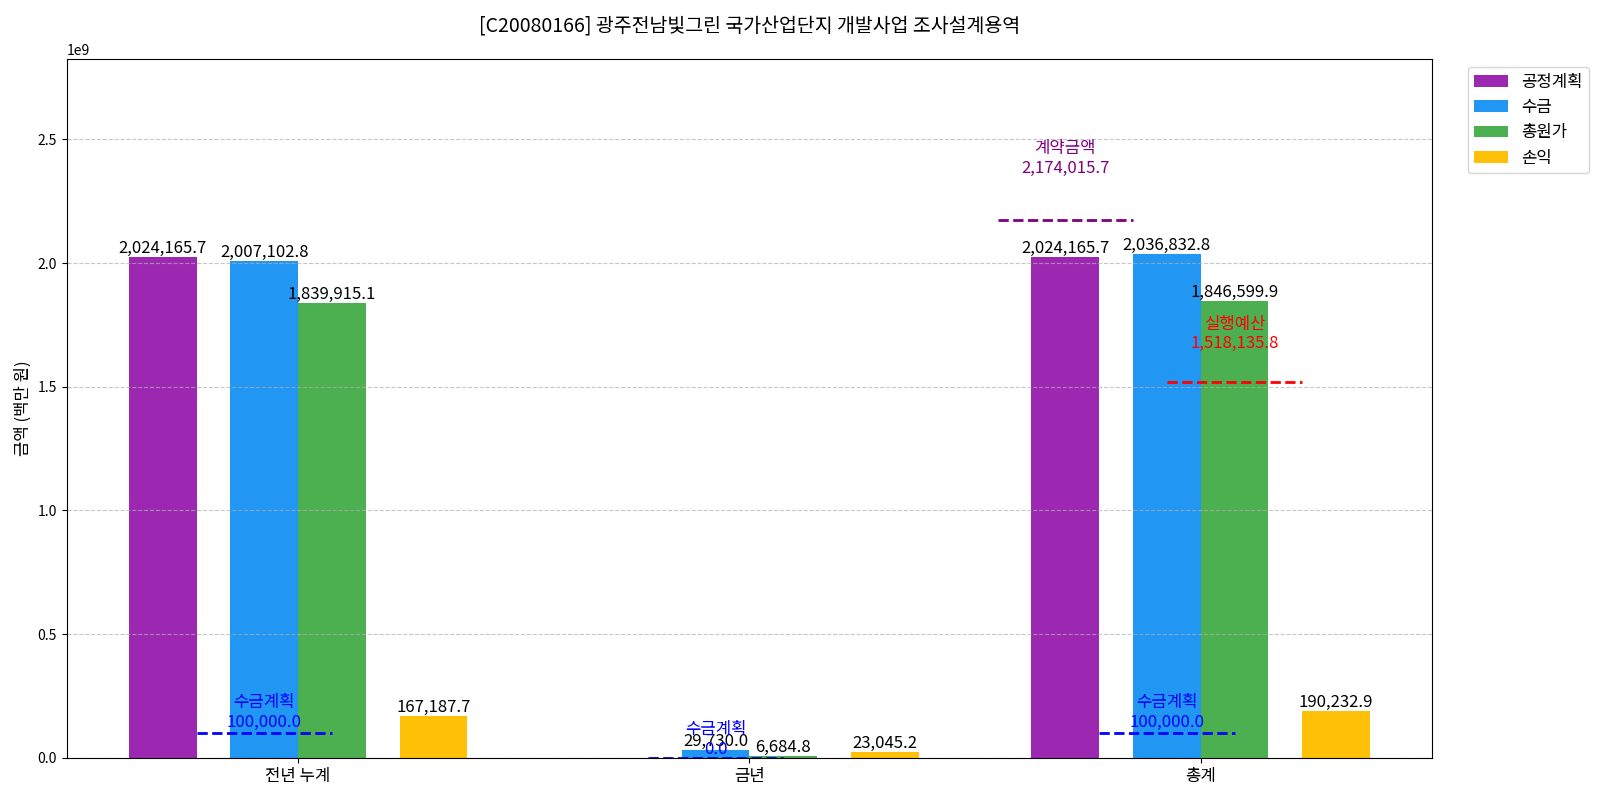 [C20080166] 광주전남빛그린 국가산업단지 개발사업 조사설계용역
1e9
금액 (백만 원)
2.5
2.0
1.5
1.0
0.5
0.0
2,024,165.7
2,007,102.8
1,839,915.1
수금계획
100,000.0
167,187.7
수금계획
0.0
29,730.0
6,684.8
23,045.2
계약금액
2,174,015.7
2,024,165.7
2,036,832.8
1,846,599.9
실행예산
1,518,135.8
수금계획
100,000.0
190,232.9
전년 누계
금년
총계
공정계획
수금
총원가
손익